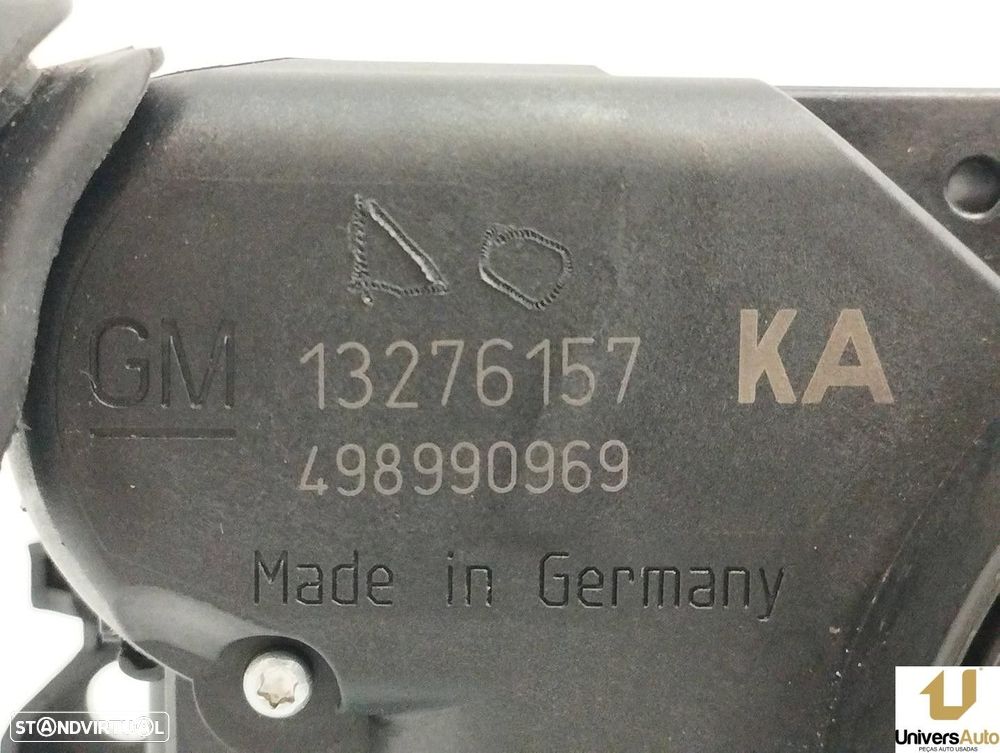 GM 13276157 KA
498990969
Made in Germany
STANDVIRTUAL
UniversAuto
PEÇAS AUTO USADAS